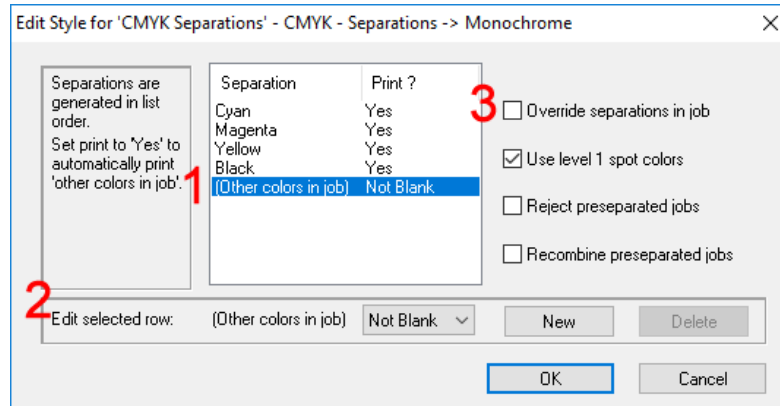 Edit Style for 'CMYK Separations' - CMYK - Separations -> Monochrome
Separations are
generated in list
order.
Set print to 'Yes' to
automatically print
'other colors in job'.
1
Separation Print ?
Cyan Yes
Magenta Yes
Yellow Yes
Black Yes
(Other colors in job) Not Blank
3
Override separations in job
Use level 1 spot colors
Reject preseparated jobs
Recombine preseparated jobs
2
Edit selected row: (Other colors in job) Not Blank New Delete
OK Cancel